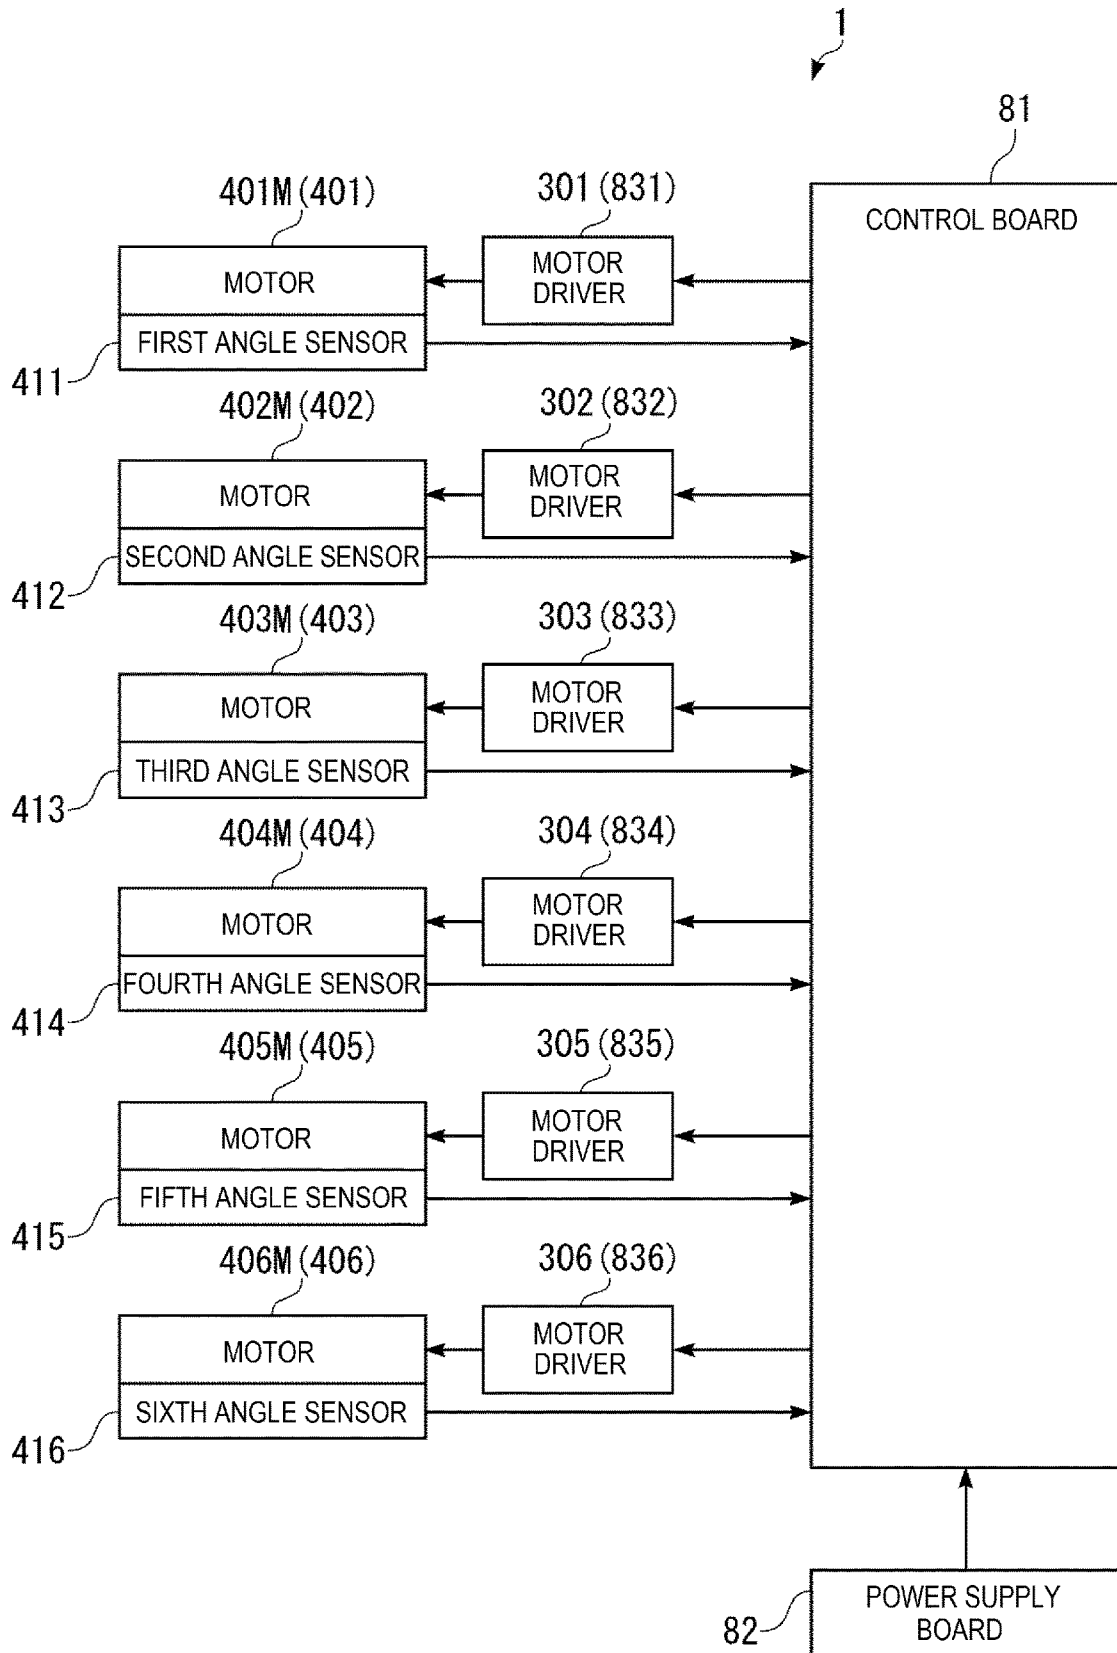 1
81
CONTROL BOARD
401M (401)
301 (831)
MOTOR
MOTOR
DRIVER
FIRST ANGLE SENSOR
411
402M (402)
302 (832)
MOTOR
MOTOR
DRIVER
SECOND ANGLE SENSOR
412
403M (403)
303 (833)
MOTOR
MOTOR
DRIVER
THIRD ANGLE SENSOR
413
404M (404)
304 (834)
MOTOR
MOTOR
DRIVER
FOURTH ANGLE SENSOR
414
405M (405)
305 (835)
MOTOR
MOTOR
DRIVER
FIFTH ANGLE SENSOR
415
406M (406)
306 (836)
MOTOR
MOTOR
DRIVER
SIXTH ANGLE SENSOR
416
POWER SUPPLY
BOARD
82